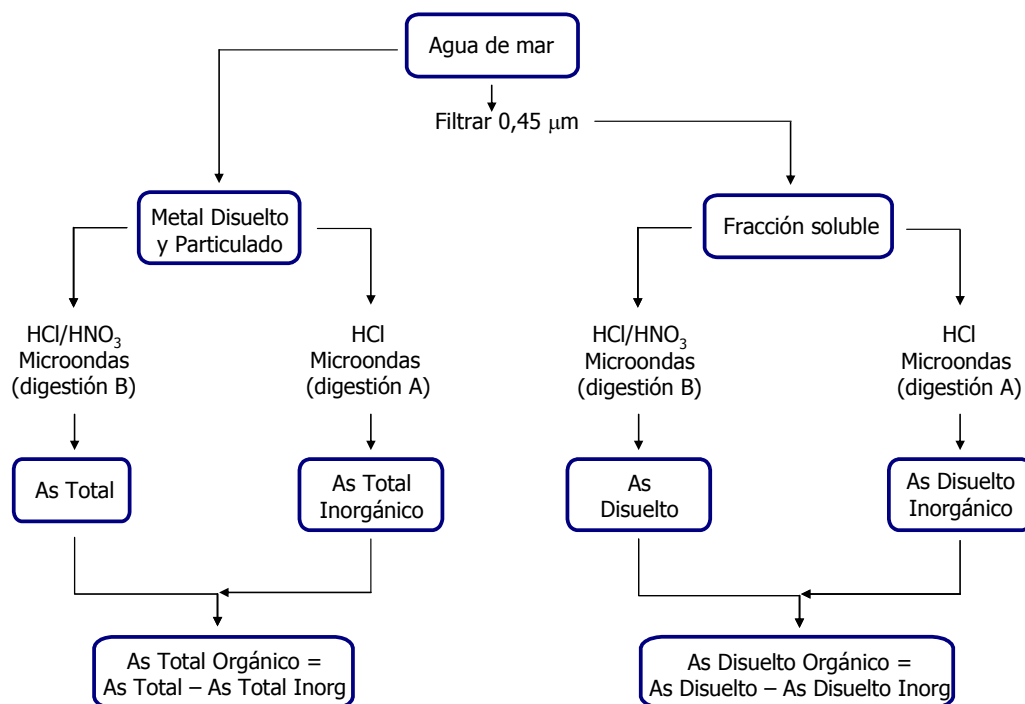 Agua de mar
Filtrar 0,45 μm
Metal Disuelto
y Particulado
Fracción soluble
HCl/HNO₃
Microondas
(digestión B)
HCl
Microondas
(digestión A)
HCl/HNO₃
Microondas
(digestión B)
HCl
Microondas
(digestión A)
As Total
As Total
Inorgánico
As
Disuelto
As Disuelto
Inorgánico
As Total Orgánico =
As Total – As Total Inorg
As Disuelto Orgánico =
As Disuelto – As Disuelto Inorg